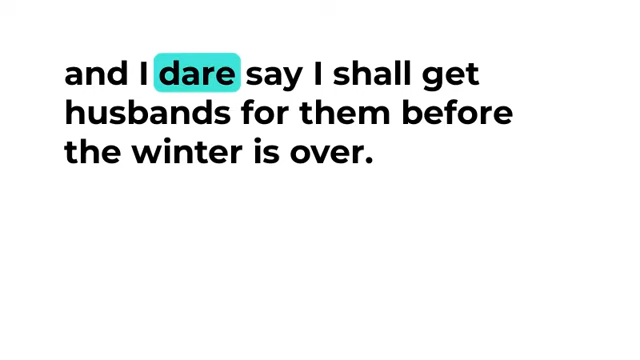 and I dare say I shall get
husbands for them before
the winter is over.